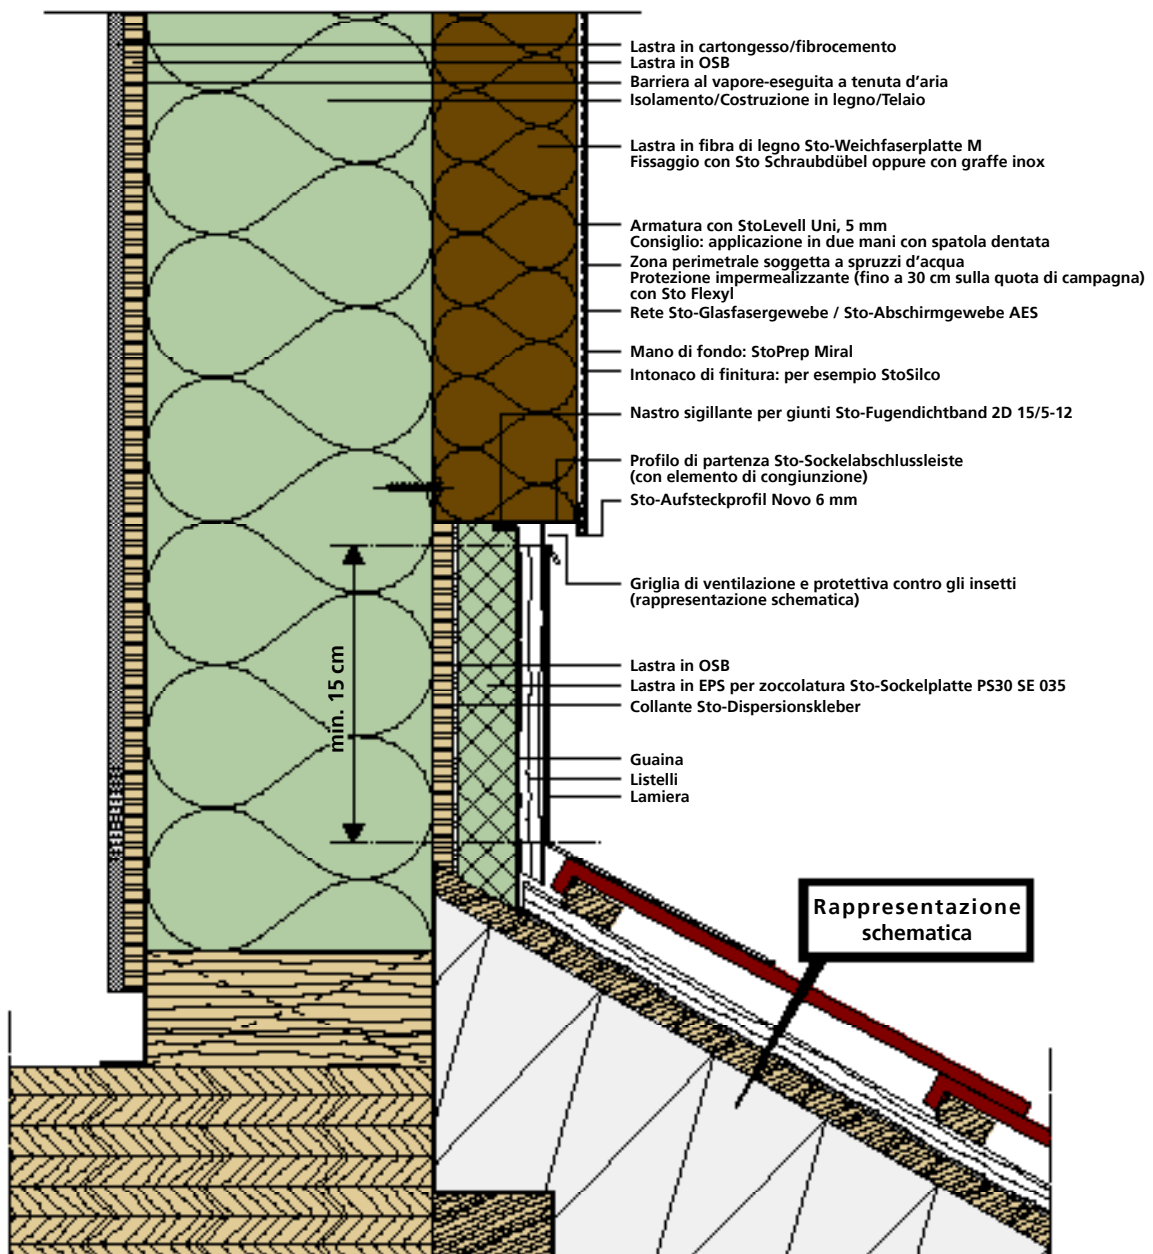 Lastra in cartongesso/fibrocemento
Lastra in OSB
Barriera al vapore-eseguita a tenuta d'aria
Isolamento/Costruzione in legno/Telaio
Lastra in fibra di legno Sto-Weichfaserplatte M
Fissaggio con Sto Schraubdübel oppure con graffe inox
Armatura con StoLevell Uni, 5 mm
Consiglio: applicazione in due mani con spatola dentata
Zona perimetrale soggetta a spruzzi d'acqua
Protezione impermealizzante (fino a 30 cm sulla quota di campagna)
con Sto Flexyl
Rete Sto-Glasfasergewebe / Sto-Abschirmgewebe AES
Mano di fondo: StoPrep Miral
Intonaco di finitura: per esempio StoSilco
Nastro sigillante per giunti Sto-Fugendichtband 2D 15/5-12
Profilo di partenza Sto-Sockelabschlussleiste
(con elemento di congiunzione)
Sto-Aufsteckprofil Novo 6 mm
Griglia di ventilazione e protettiva contro gli insetti
(rappresentazione schematica)
min. 15 cm
Lastra in OSB
Lastra in EPS per zoccolatura Sto-Sockelplatte PS30 SE 035
Collante Sto-Dispersionskleber
Guaina
Listelli
Lamiera
Rappresentazione
schematica